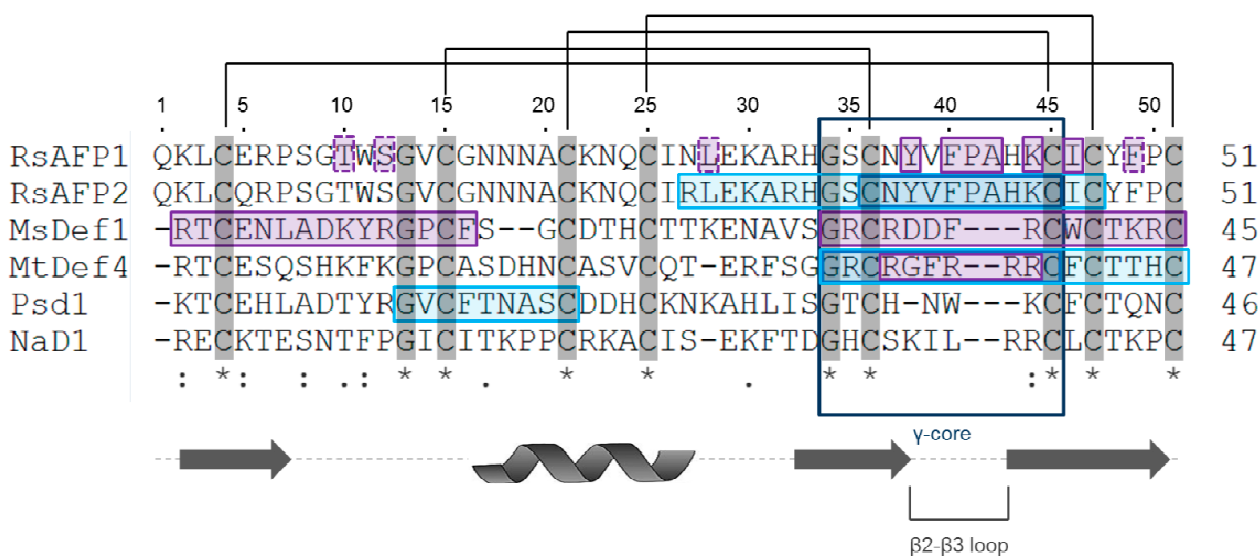 1 5 10 15 20 25 30 35 40 45 50
RsAFP1 QKLCERPSGTWSGVCGNNNACKNQCINLEKARHGSCNYVFPAHKCICYFPC 51
RsAFP2 QKLCQRPSGTWSGVCGNNNACKNQCIRLEKARHGSCNYVFPAHKCICYFPC 51
MsDef1 -RTCENLADKYRGPCFS--GCDTHCTTKENAVSGRCRDDF---RCWCTKRC 45
MtDef4 -RTCESQSHKFKGPCASDHNCASVCQT-ERFSGGRCRGFR--RRCFCTTHC 47
Psd1 -KTCEHLADTYRGVCFTNASCDDHCKNKAHLISGTCH-NW---KCFCTQNC 46
NaD1 -RECKTESNTFPGICITKPPCRKACIS-EKFTDGHCSKIL--RRCLCTKPC 47
: *: : .: * * . * * . * * :* * *
γ-core
β2-β3 loop